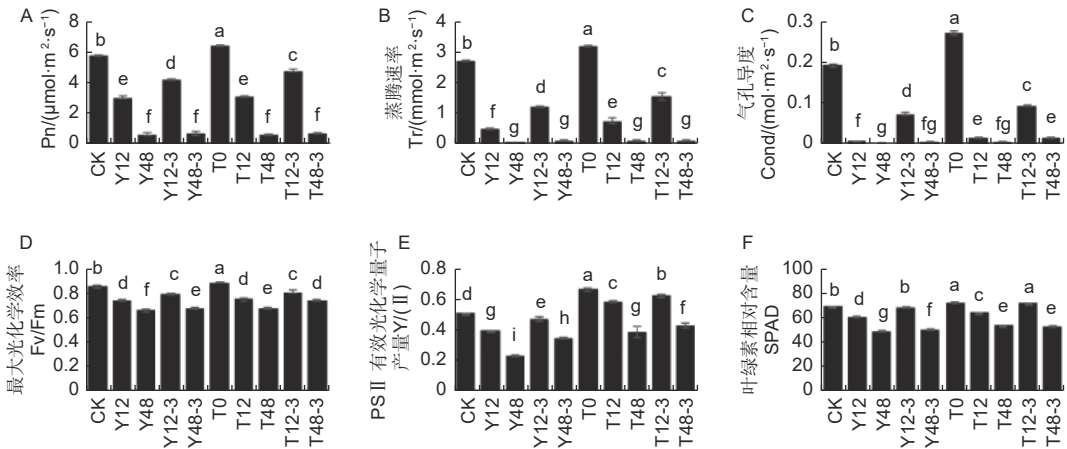 A
Pn/(μmol·m²·s⁻¹)
8
6
4
2
0
b
e
d
f
f
a
e
f
c
f
CK
Y12
Y48
Y12-3
Y48-3
T0
T12
T48
T12-3
T48-3
B
蒸腾速率
Tr/(mmol·m²·s⁻¹)
4
3
2
1
0
b
f
g
d
g
a
e
g
c
g
CK
Y12
Y48
Y12-3
Y48-3
T0
T12
T48
T12-3
T48-3
C
气孔导度
Cond/(mol·m²·s⁻¹)
0.3
0.2
0.1
0
b
f
g
d
fg
a
e
fg
c
e
CK
Y12
Y48
Y12-3
Y48-3
T0
T12
T48
T12-3
T48-3
D
最大光化学效率
Fv/Fm
1.0
0.8
0.6
0.4
0.2
0
b
d
f
c
e
a
d
e
c
d
CK
Y12
Y48
Y12-3
Y48-3
T0
T12
T48
T12-3
T48-3
E
PSⅡ 有效光化学量子
产量Y/(Ⅱ)
0.8
0.6
0.4
0.2
0
d
g
i
e
h
a
c
g
b
f
CK
Y12
Y48
Y12-3
Y48-3
T0
T12
T48
T12-3
T48-3
F
叶绿素相对含量
SPAD
100
80
60
40
20
0
b
d
g
b
f
a
c
e
a
e
CK
Y12
Y48
Y12-3
Y48-3
T0
T12
T48
T12-3
T48-3